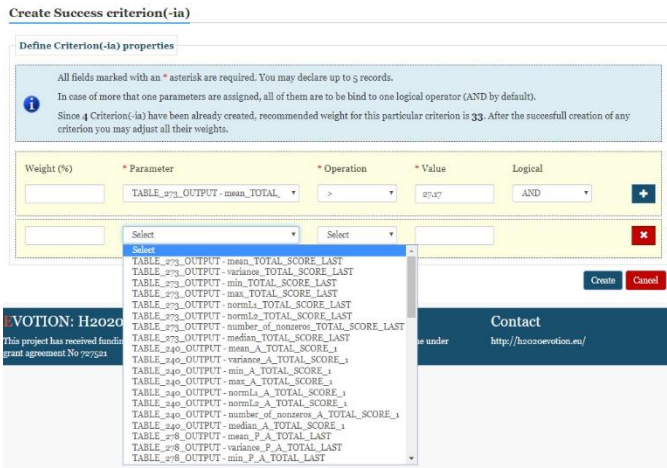 Create Success criterion(-ia)
Define Criterion(-ia) properties
All fields marked with an * asterisk are required. You may declare up to 5 records.
In case of more that one parameters are assigned, all of them are to be bind to one logical operator (AND by default).
Since 4 Criterion(-ia) have been already created, recommended weight for this particular criterion is 33. After the succesfull creation of any
criterion you may adjust all their weights.
Weight (%) * Parameter * Operation * Value Logical
TABLE_273_OUTPUT - mean_TOTAL_ > 27.17 AND
Select Select
Select
TABLE_273_OUTPUT - mean_TOTAL_SCORE_LAST
TABLE_273_OUTPUT - variance_TOTAL_SCORE_LAST
TABLE_273_OUTPUT - min_TOTAL_SCORE_LAST
TABLE_273_OUTPUT - max_TOTAL_SCORE_LAST
TABLE_273_OUTPUT - normL1_TOTAL_SCORE_LAST
TABLE_273_OUTPUT - normL2_TOTAL_SCORE_LAST
TABLE_273_OUTPUT - number_of_nonzeros_TOTAL_SCORE_LAST
TABLE_273_OUTPUT - median_TOTAL_SCORE_LAST
TABLE_240_OUTPUT - mean_A_TOTAL_SCORE_1
TABLE_240_OUTPUT - variance_A_TOTAL_SCORE_1
TABLE_240_OUTPUT - min_A_TOTAL_SCORE_1
TABLE_240_OUTPUT - max_A_TOTAL_SCORE_1
TABLE_240_OUTPUT - normL1_A_TOTAL_SCORE_1
TABLE_240_OUTPUT - normL2_A_TOTAL_SCORE_1
TABLE_240_OUTPUT - number_of_nonzeros_A_TOTAL_SCORE_1
TABLE_240_OUTPUT - median_A_TOTAL_SCORE_1
TABLE_278_OUTPUT - mean_P_A_TOTAL_LAST
TABLE_278_OUTPUT - variance_P_A_TOTAL_LAST
TABLE_278_OUTPUT - min_P_A_TOTAL_LAST
Create Cancel
EVOTION: H2020
This project has received fundin
grant agreement No 727521
e under
Contact
http://h2020evotion.eu/